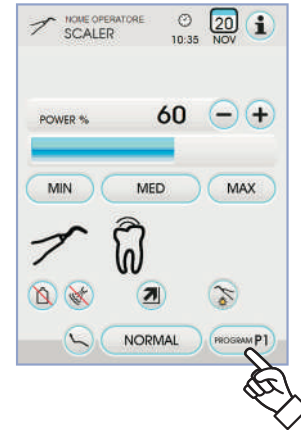 NOME OPERATORE
SCALER
10:35
20
NOV
i
POWER % 60 - +
MIN MED MAX
NORMAL PROGRAM P1